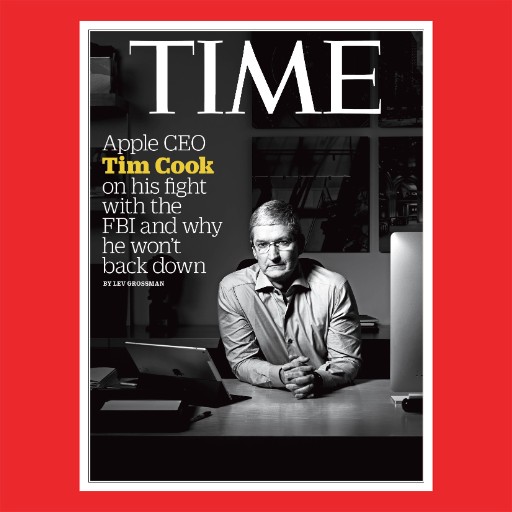 TIME
Apple CEO
Tim Cook
on his fight
with the
FBI and why
he won't
back down
BY LEV GROSSMAN